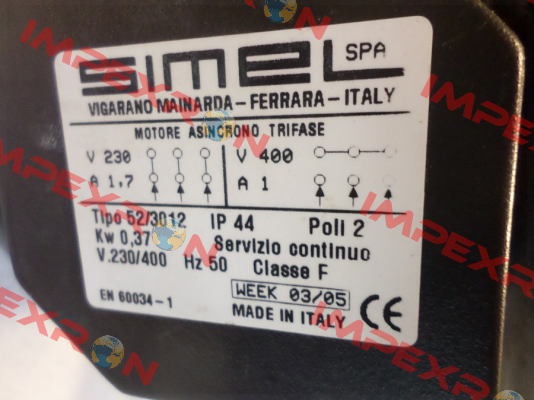 SIMEL SPA
VIGARANO MAINARDA-FERRARA-ITALY
MOTORE ASINCRONO TRIFASE
V 230 V 400
A 1,7 A 1
Tipo 52/3012 IP 44 Poli 2
Kw 0,37 Servizio continuo
V.230/400 Hz 50 Classe F
EN 60034-1 WEEK 03/05 CE
MADE IN ITALY
IMPEXRON
IMPEXRON
IMPEXRON
IMPEXRON